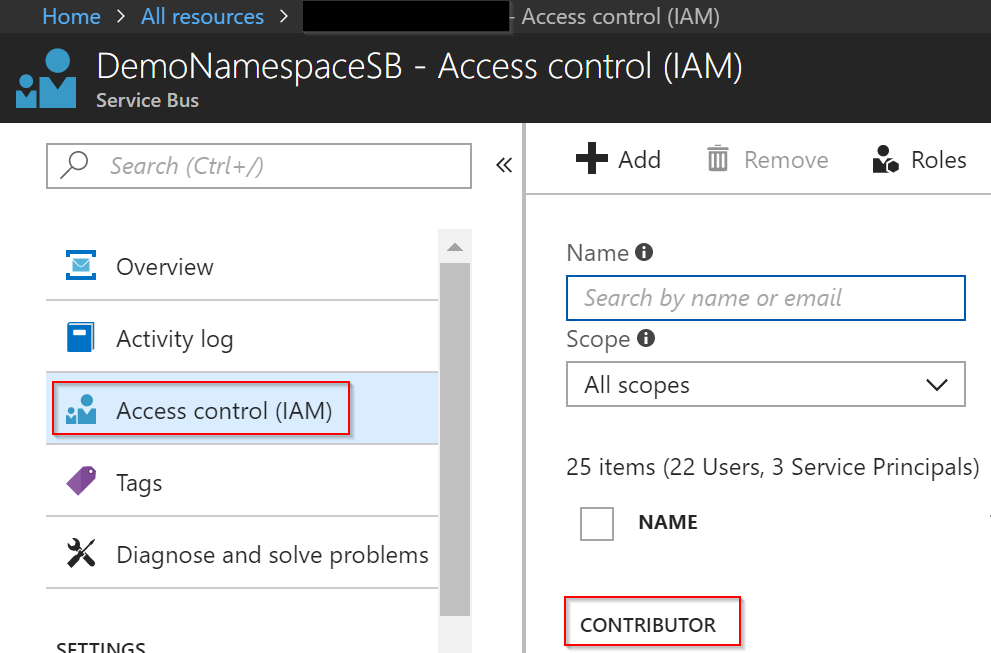 Home > All resources > - Access control (IAM)
DemoNamespaceSB - Access control (IAM)
Service Bus
Search (Ctrl+/)
«
Overview
Activity log
Access control (IAM)
Tags
Diagnose and solve problems
SETTINGS
Add Remove Roles
Name
Search by name or email
Scope
All scopes
25 items (22 Users, 3 Service Principals)
NAME
CONTRIBUTOR